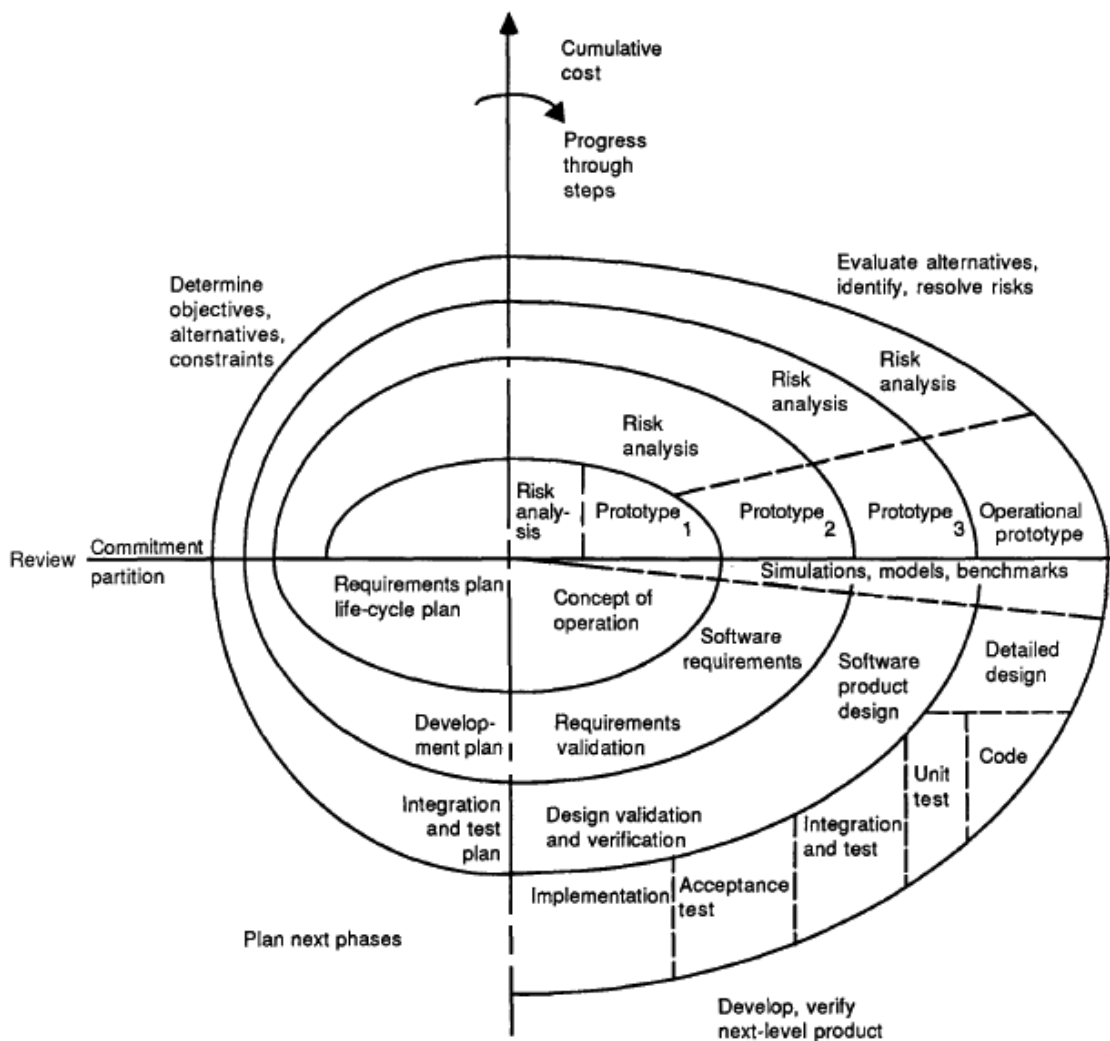 Cumulative
cost
Progress
through
steps
Determine
objectives,
alternatives,
constraints
Evaluate alternatives,
identify, resolve risks
Risk
analysis
Risk
analysis
Risk
analysis
Risk
analy-
sis
Prototype 1
Prototype 2
Prototype 3
Operational
prototype
Review
Commitment
partition
Simulations, models, benchmarks
Requirements plan
life-cycle plan
Concept of
operation
Software
requirements
Software
product
design
Detailed
design
Develop-
ment plan
Requirements
validation
Code
Unit
test
Integration
and test
plan
Design validation
and verification
Integration
and test
Acceptance
test
Implementation
Plan next phases
Develop, verify
next-level product